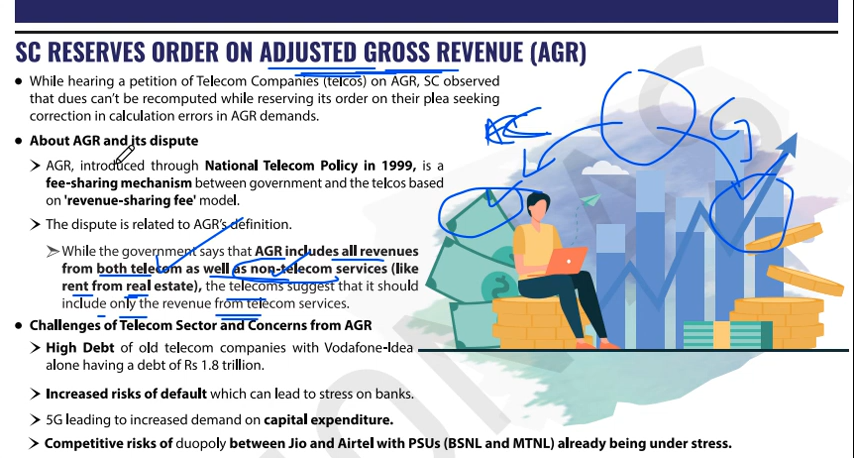 SC RESERVES ORDER ON ADJUSTED GROSS REVENUE (AGR)
• While hearing a petition of Telecom Companies (telcos) on AGR, SC observed
that dues can't be recomputed while reserving its order on their plea seeking
correction in calculation errors in AGR demands.
• About AGR and its dispute
➢ AGR, introduced through National Telecom Policy in 1999, is a
fee-sharing mechanism between government and the telcos based
on 'revenue-sharing fee' model.
➢ The dispute is related to AGR's definition.
➢ While the government says that AGR includes all revenues
from both telecom as well as non-telecom services (like
rent from real estate), the telecoms suggest that it should
include only the revenue from telecom services.
• Challenges of Telecom Sector and Concerns from AGR
➢ High Debt of old telecom companies with Vodafone-Idea
alone having a debt of Rs 1.8 trillion.
➢ Increased risks of default which can lead to stress on banks.
➢ 5G leading to increased demand on capital expenditure.
➢ Competitive risks of duopoly between Jio and Airtel with PSUs (BSNL and MTNL) already being under stress.
G